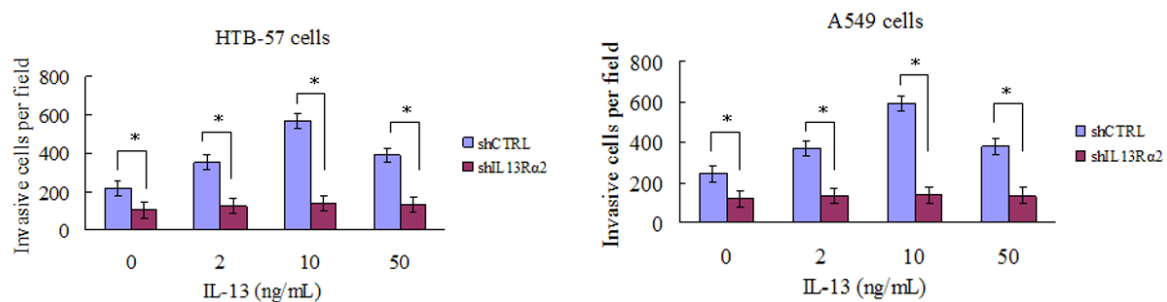 HTB-57 cells
Invasive cells per field
800
600
400
200
0
*
*
*
*
0 2 10 50
IL-13 (ng/mL)
shCTRL
shIL13Rα2
A549 cells
Invasive cells per field
800
600
400
200
0
*
*
*
*
0 2 10 50
IL-13 (ng/mL)
shCTRL
shIL13Rα2